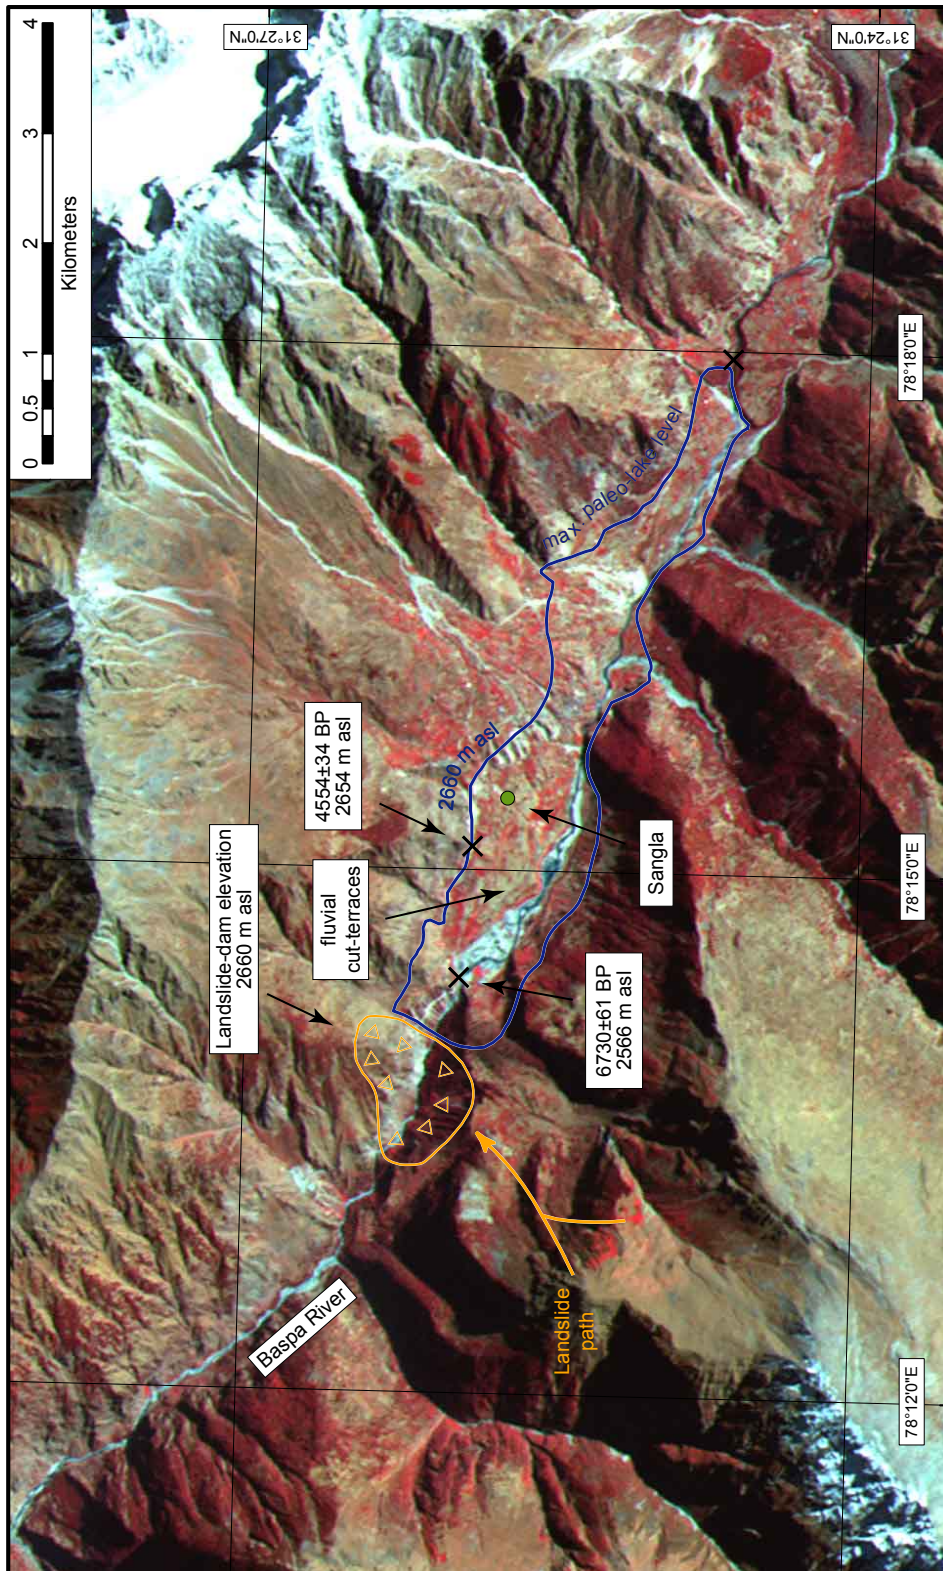 0 0.5 1 2 3 4
Kilometers
31°27'0"N
31°24'0"N
78°12'0"E
78°15'0"E
78°18'0"E
Baspa River
Landslide-dam elevation
2660 m asl
4554±34 BP
2654 m asl
fluvial
cut-terraces
2660 m asl
max. paleo-lake level
Landslide
path
6730±61 BP
2566 m asl
Sangla